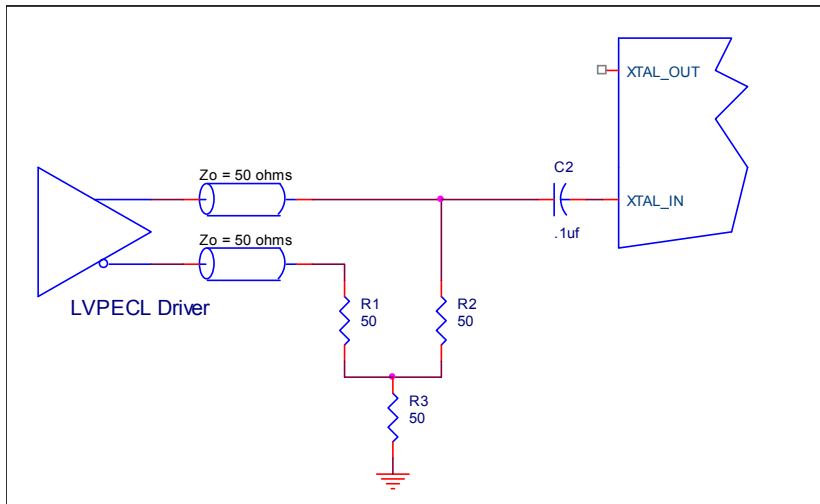 XTAL_OUT
Zo = 50 ohms
C2
XTAL_IN
.1uf
Zo = 50 ohms
LVPECL Driver
R1
50
R2
50
R3
50